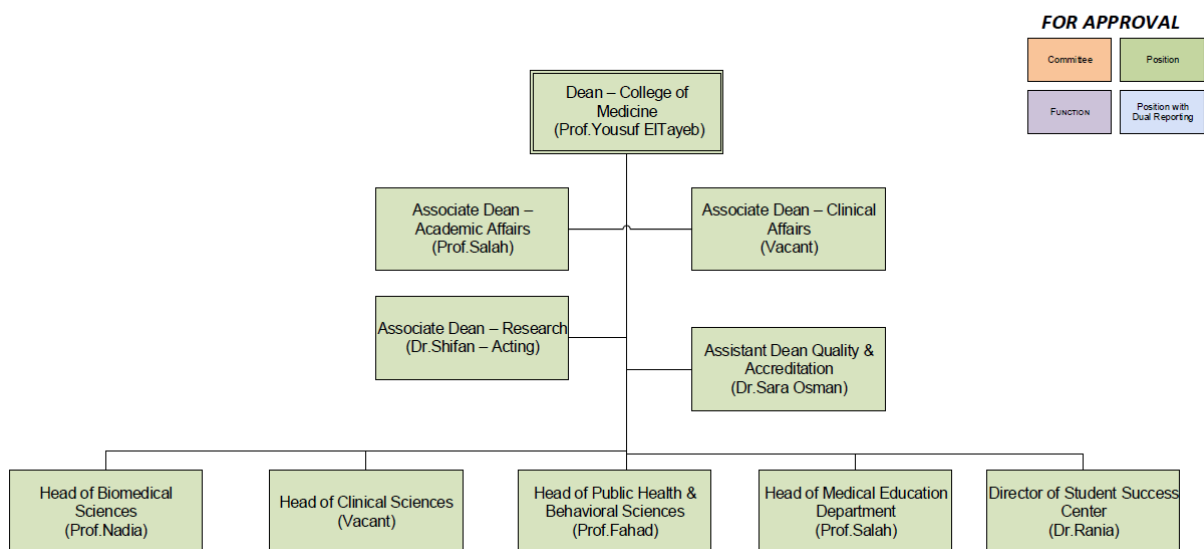 FOR APPROVAL
Committee
Position
FUNCTION
Position with
Dual Reporting
Dean – College of
Medicine
(Prof.Yousuf ElTayeb)
Associate Dean –
Academic Affairs
(Prof.Salah)
Associate Dean – Clinical
Affairs
(Vacant)
Associate Dean – Research
(Dr.Shifan – Acting)
Assistant Dean Quality &
Accreditation
(Dr.Sara Osman)
Head of Biomedical
Sciences
(Prof.Nadia)
Head of Clinical Sciences
(Vacant)
Head of Public Health &
Behavioral Sciences
(Prof.Fahad)
Head of Medical Education
Department
(Prof.Salah)
Director of Student Success
Center
(Dr.Rania)